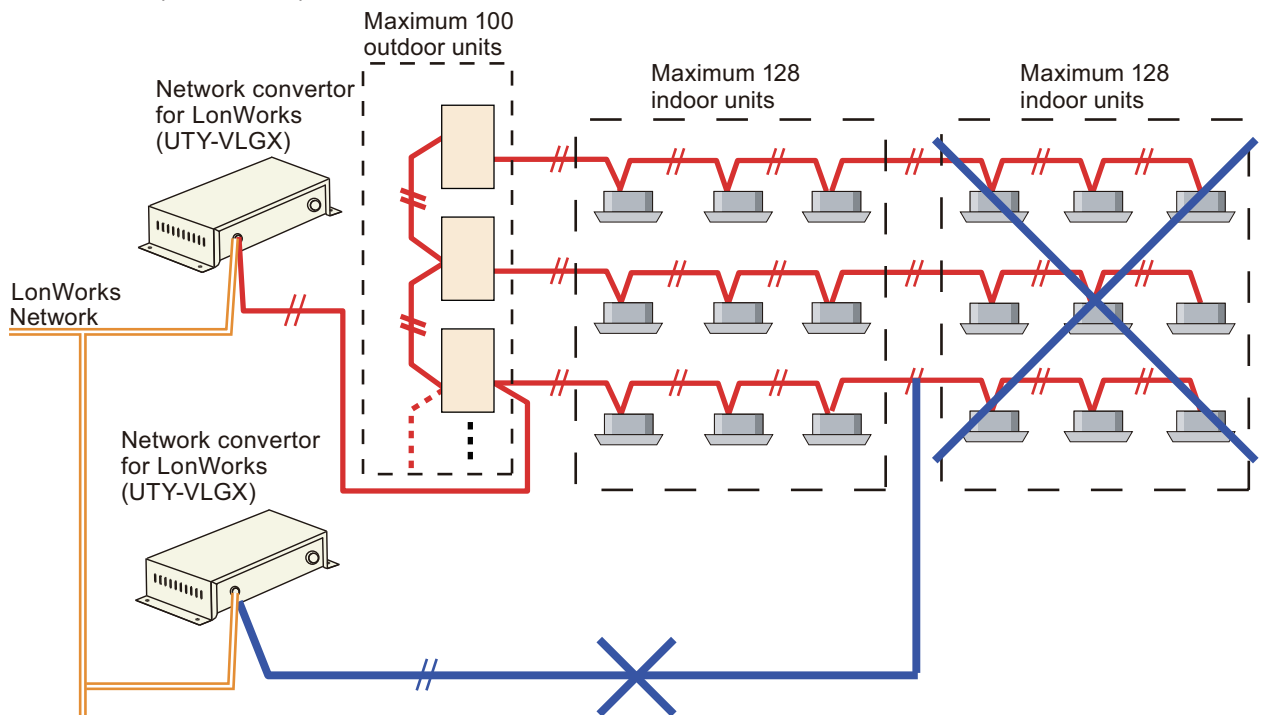 Maximum 100
outdoor units
Network convertor
for LonWorks
(UTY-VLGX)
Maximum 128
indoor units
Maximum 128
indoor units
LonWorks
Network
Network convertor
for LonWorks
(UTY-VLGX)